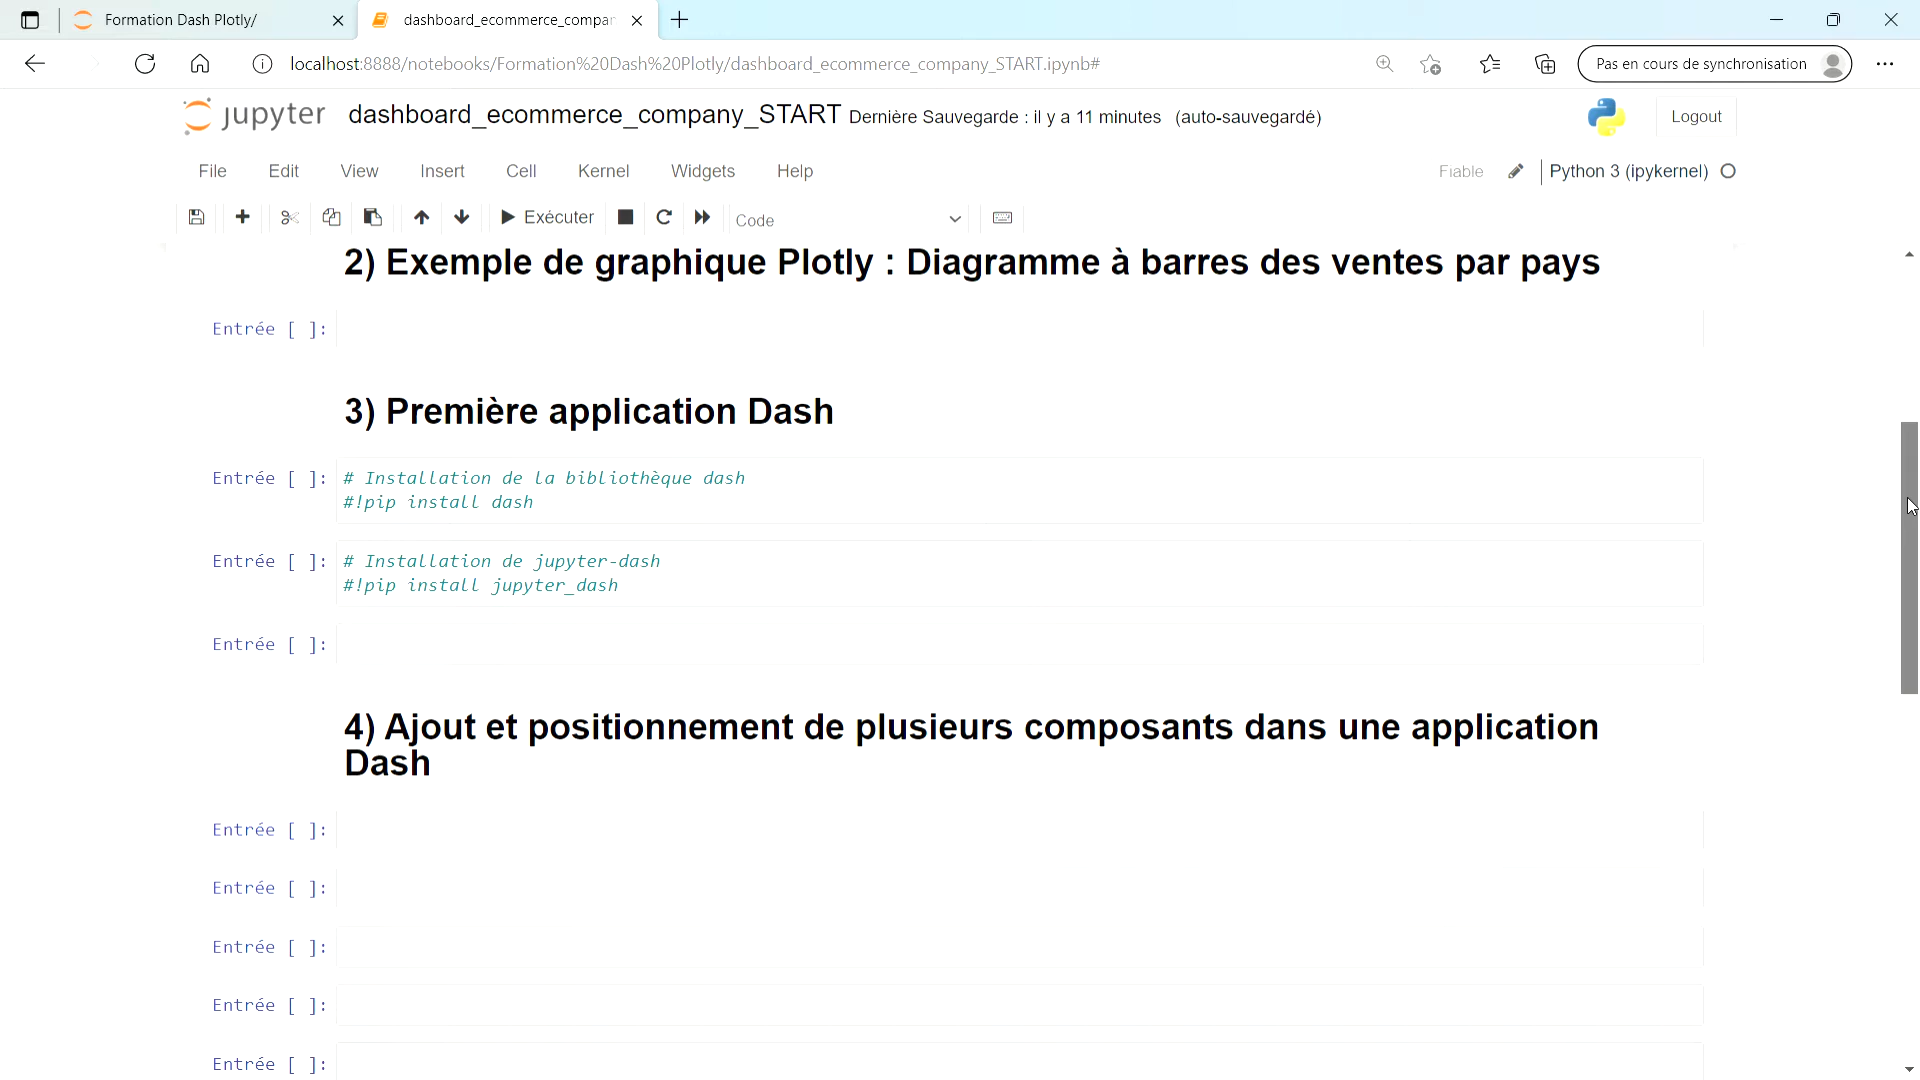 Formation Dash Plotly/
dashboard_ecommerce_compan
localhost:8888/notebooks/Formation%20Dash%20Plotly/dashboard_ecommerce_company_START.ipynb#
Pas en cours de synchronisation
jupyter
dashboard_ecommerce_company_START Dernière Sauvegarde : il y a 11 minutes (auto-sauvegardé)
Logout
File Edit View Insert Cell Kernel Widgets Help
Fiable
Python 3 (ipykernel)
Exécuter
Code
2) Exemple de graphique Plotly : Diagramme à barres des ventes par pays
Entrée [ ]:
3) Première application Dash
Entrée [ ]: # Installation de la bibliothèque dash
#!pip install dash
Entrée [ ]: # Installation de jupyter-dash
#!pip install jupyter_dash
Entrée [ ]:
4) Ajout et positionnement de plusieurs composants dans une application
Dash
Entrée [ ]:
Entrée [ ]:
Entrée [ ]:
Entrée [ ]:
Entrée [ ]: